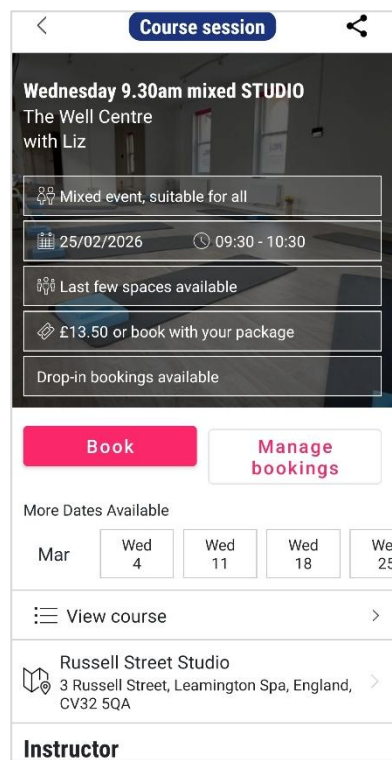 Course session
Wednesday 9.30am mixed STUDIO
The Well Centre
with Liz
Mixed event, suitable for all
25/02/2026 09:30 - 10:30
Last few spaces available
£13.50 or book with your package
Drop-in bookings available
Book
Manage
bookings
More Dates Available
Mar
Wed
4
Wed
11
Wed
18
We
25
View course
Russell Street Studio
3 Russell Street, Leamington Spa, England,
CV32 5QA
Instructor